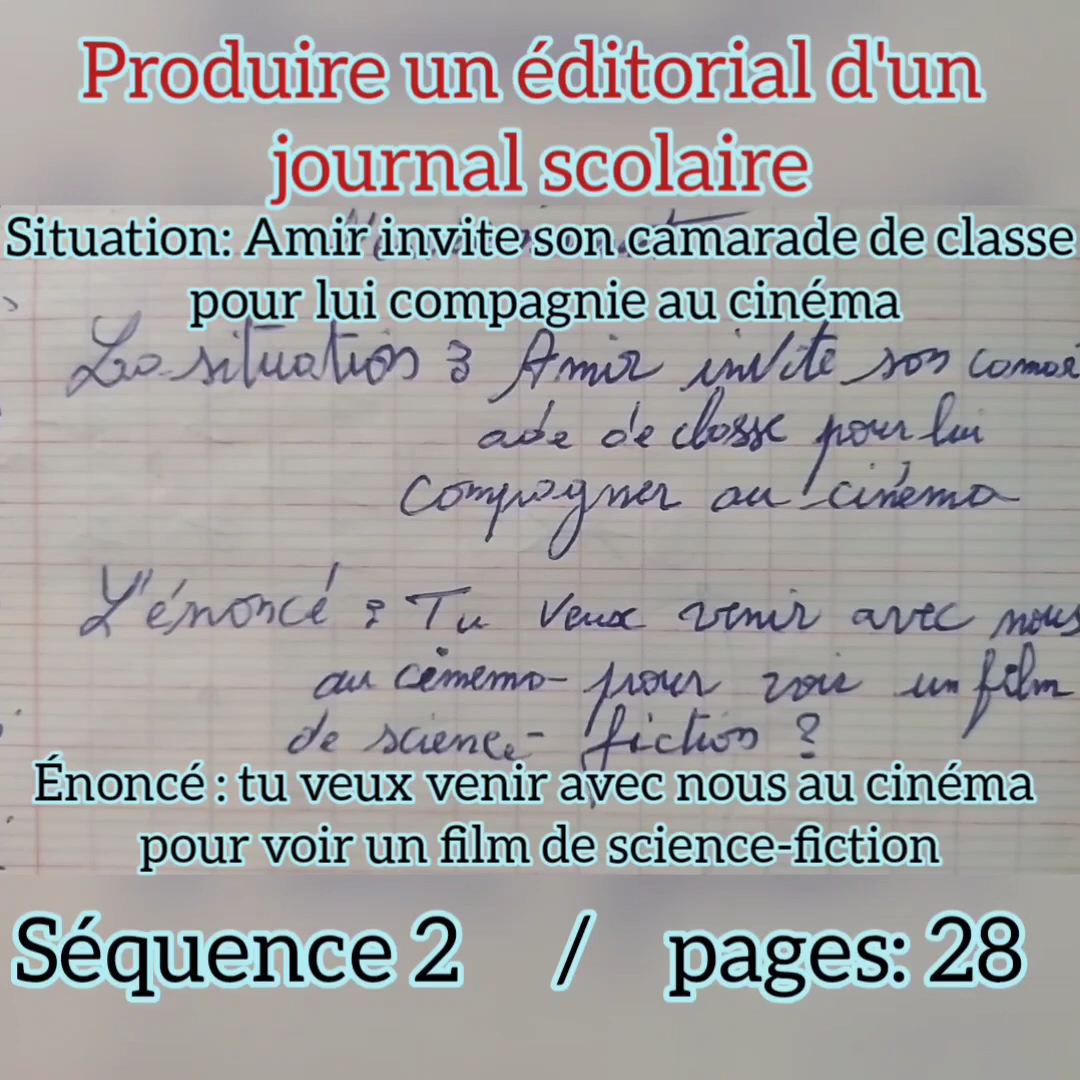 Produire un éditorial d'un
journal scolaire
Situation: Amir invite son camarade de classe
pour lui compagnie au cinéma
La situation : Amir invite son camar
ade de classe pour lui
compagner au cinéma
L'énoncé : Tu veux venir avec nous
au cinema pour voir un film
de science-fiction ?
Énoncé : tu veux venir avec nous au cinéma
pour voir un film de science-fiction
Séquence 2 / pages: 28